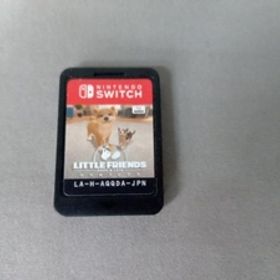 NINTENDO
SWITCH
LITTLE FRIENDS
LA-H-AQQDA-JPN